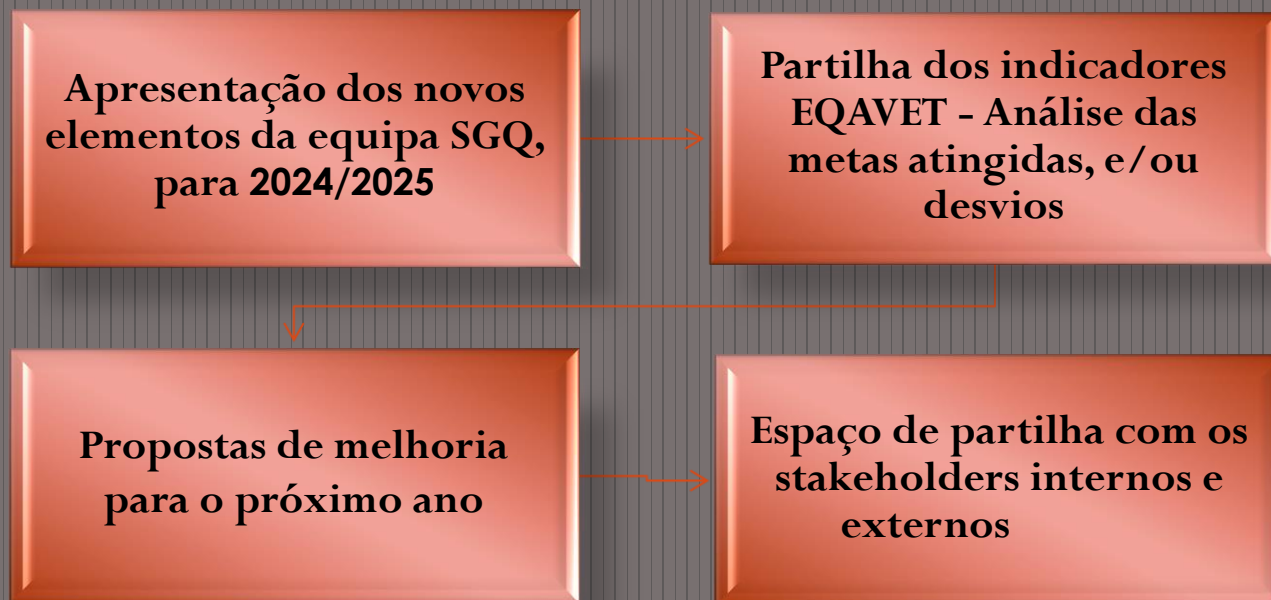 Apresentação dos novos
elementos da equipa SGQ,
para 2024/2025
Partilha dos indicadores
EQAVET - Análise das
metas atingidas, e/ou
desvios
Propostas de melhoria
para o próximo ano
Espaço de partilha com os
stakeholders internos e
externos